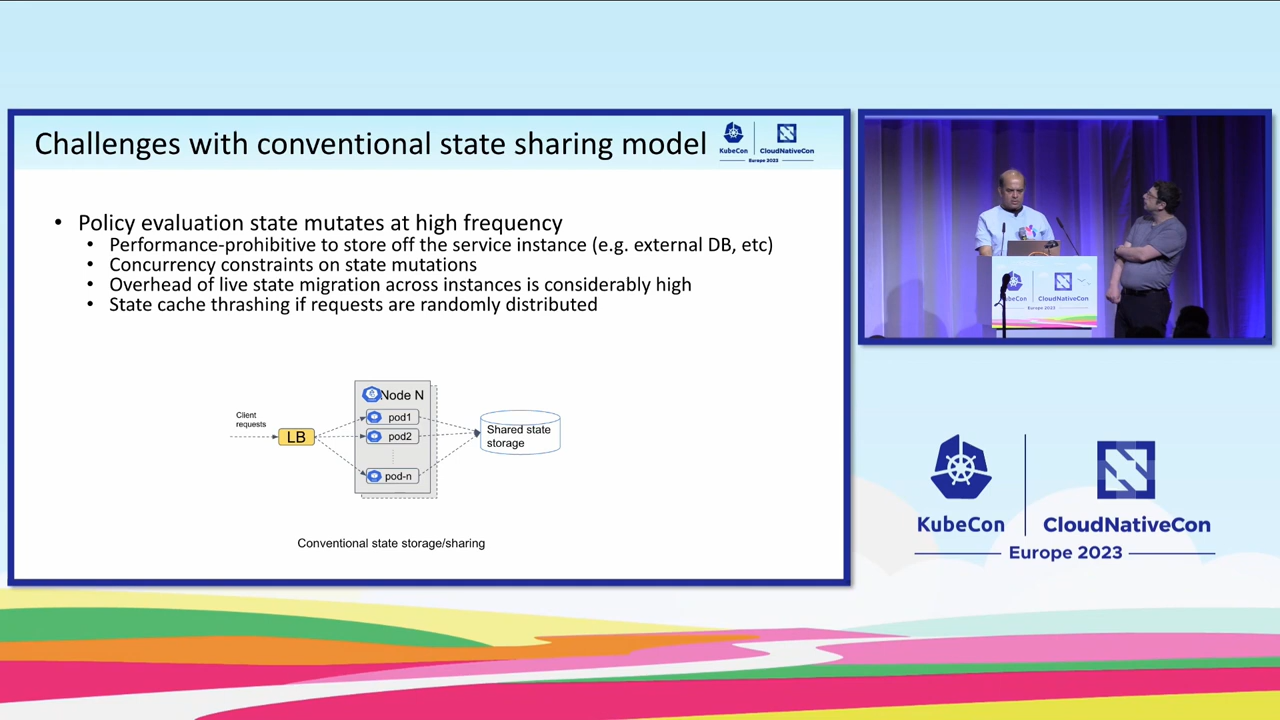 Challenges with conventional state sharing model
KubeCon
CloudNativeCon
Europe 2023
• Policy evaluation state mutates at high frequency
• Performance-prohibitive to store off the service instance (e.g. external DB, etc)
• Concurrency constraints on state mutations
• Overhead of live state migration across instances is considerably high
• State cache thrashing if requests are randomly distributed
Client
requests
LB
Node N
pod1
pod2
pod-n
Shared state
storage
Conventional state storage/sharing
CloudNativeCon
KubeCon
CloudNativeCon
Europe 2023